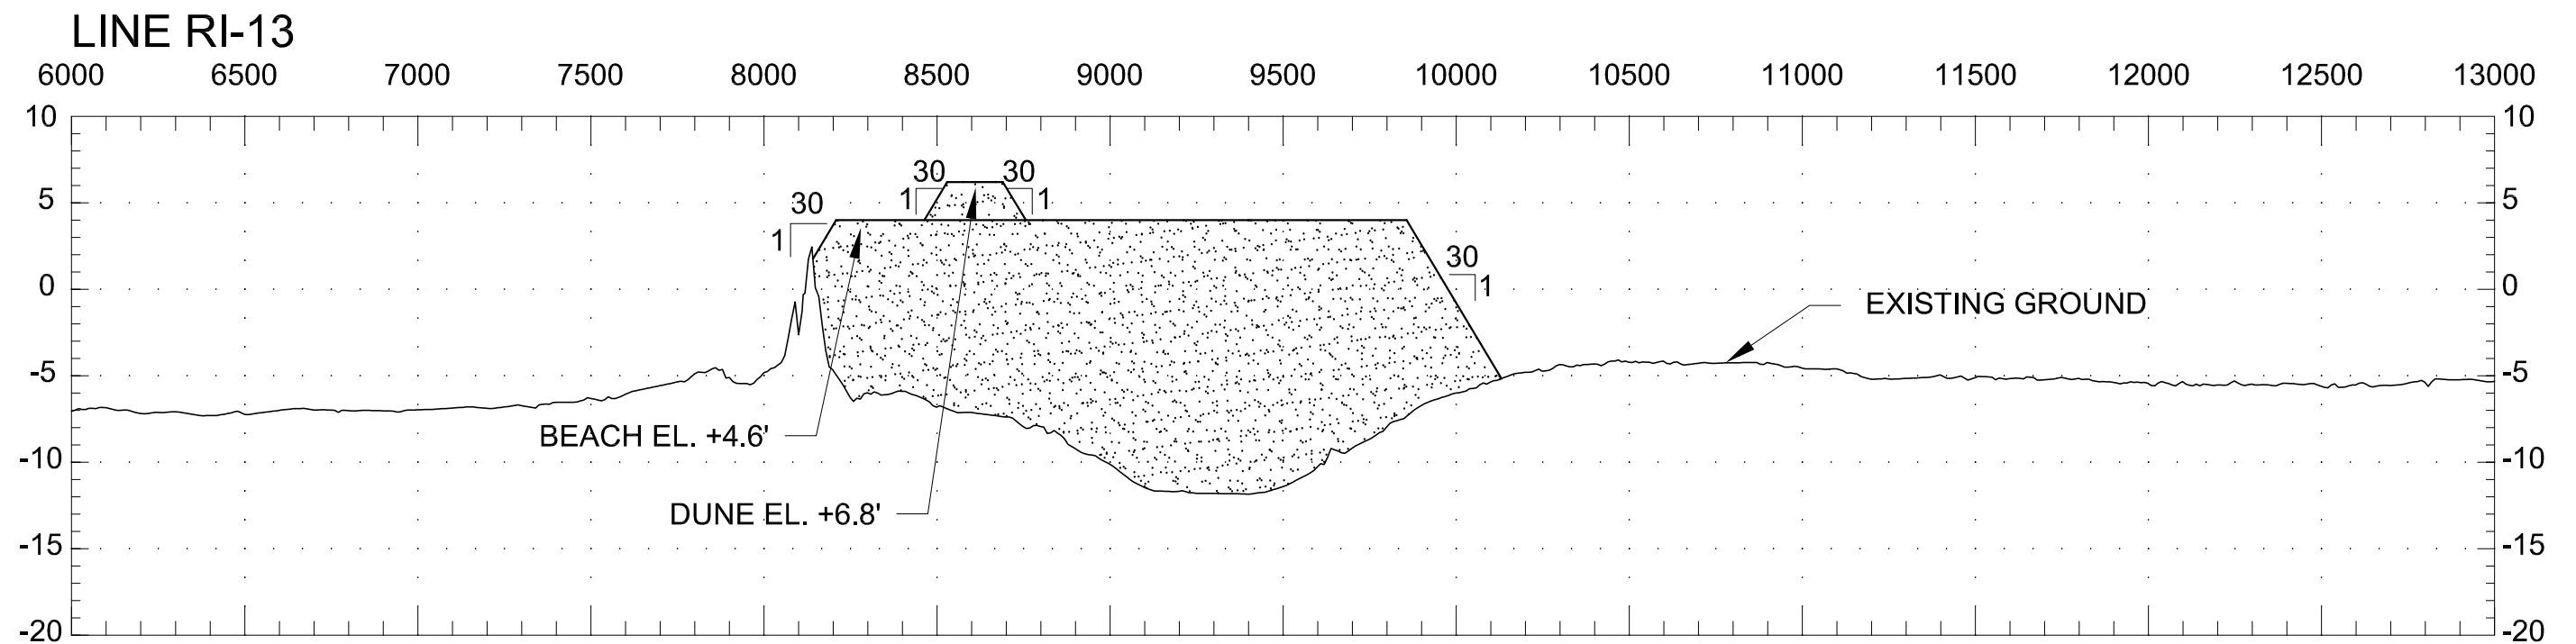 LINE RI-13
6000 6500 7000 7500 8000 8500 9000 9500 10000 10500 11000 11500 12000 12500 13000
10 10
30 30
5 1 1 5
30
1
30
0 1 0
EXISTING GROUND
-5 -5
BEACH EL. +4.6'
-10 -10
DUNE EL. +6.8'
-15 -15
-20 -20